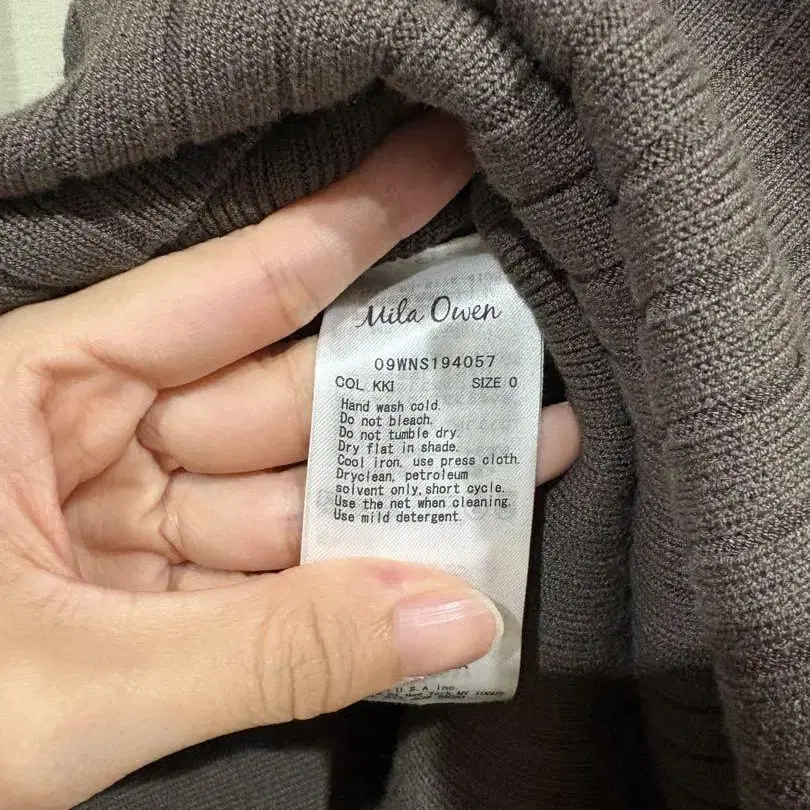 Mila Owen
09WNS194057
COL KKI SIZE 0
Hand wash cold.
Do not bleach.
Do not tumble dry.
Dry flat in shade.
Cool iron, use press cloth.
Dryclean, petroleum
solvent only, short cycle.
Use the net when cleaning.
Use mild detergent.
U S A Inc.